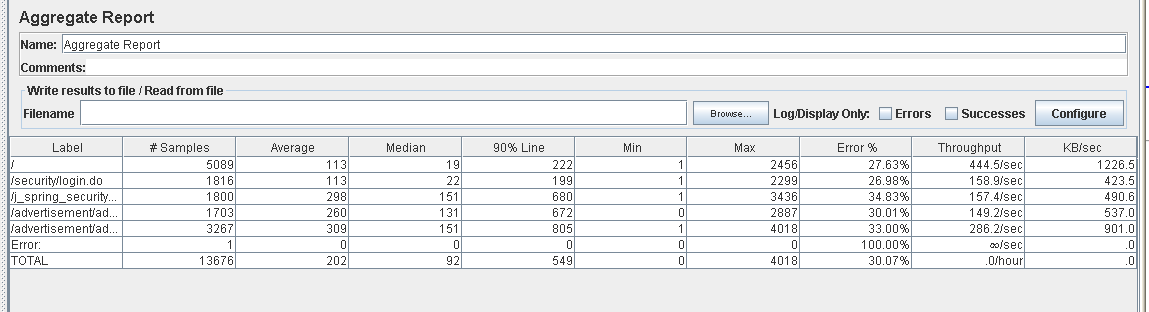 Aggregate Report
Name: Aggregate Report
Comments:
Write results to file / Read from file
Filename Browse... Log/Display Only: Errors Successes Configure
Label # Samples Average Median 90% Line Min Max Error % Throughput KB/sec
/ 5089 113 19 222 1 2456 27.63% 444.5/sec 1226.5
/security/login.do 1816 113 22 199 1 2299 26.98% 158.9/sec 423.5
/j_spring_security... 1800 298 151 680 1 3436 34.83% 157.4/sec 490.6
/advertisement/ad... 1703 260 131 672 0 2887 30.01% 149.2/sec 537.0
/advertisement/ad... 3267 309 151 805 1 4018 33.00% 286.2/sec 901.0
Error: 1 0 0 0 0 0 100.00% ∞/sec .0
TOTAL 13676 202 92 549 0 4018 30.07% .0/hour .0